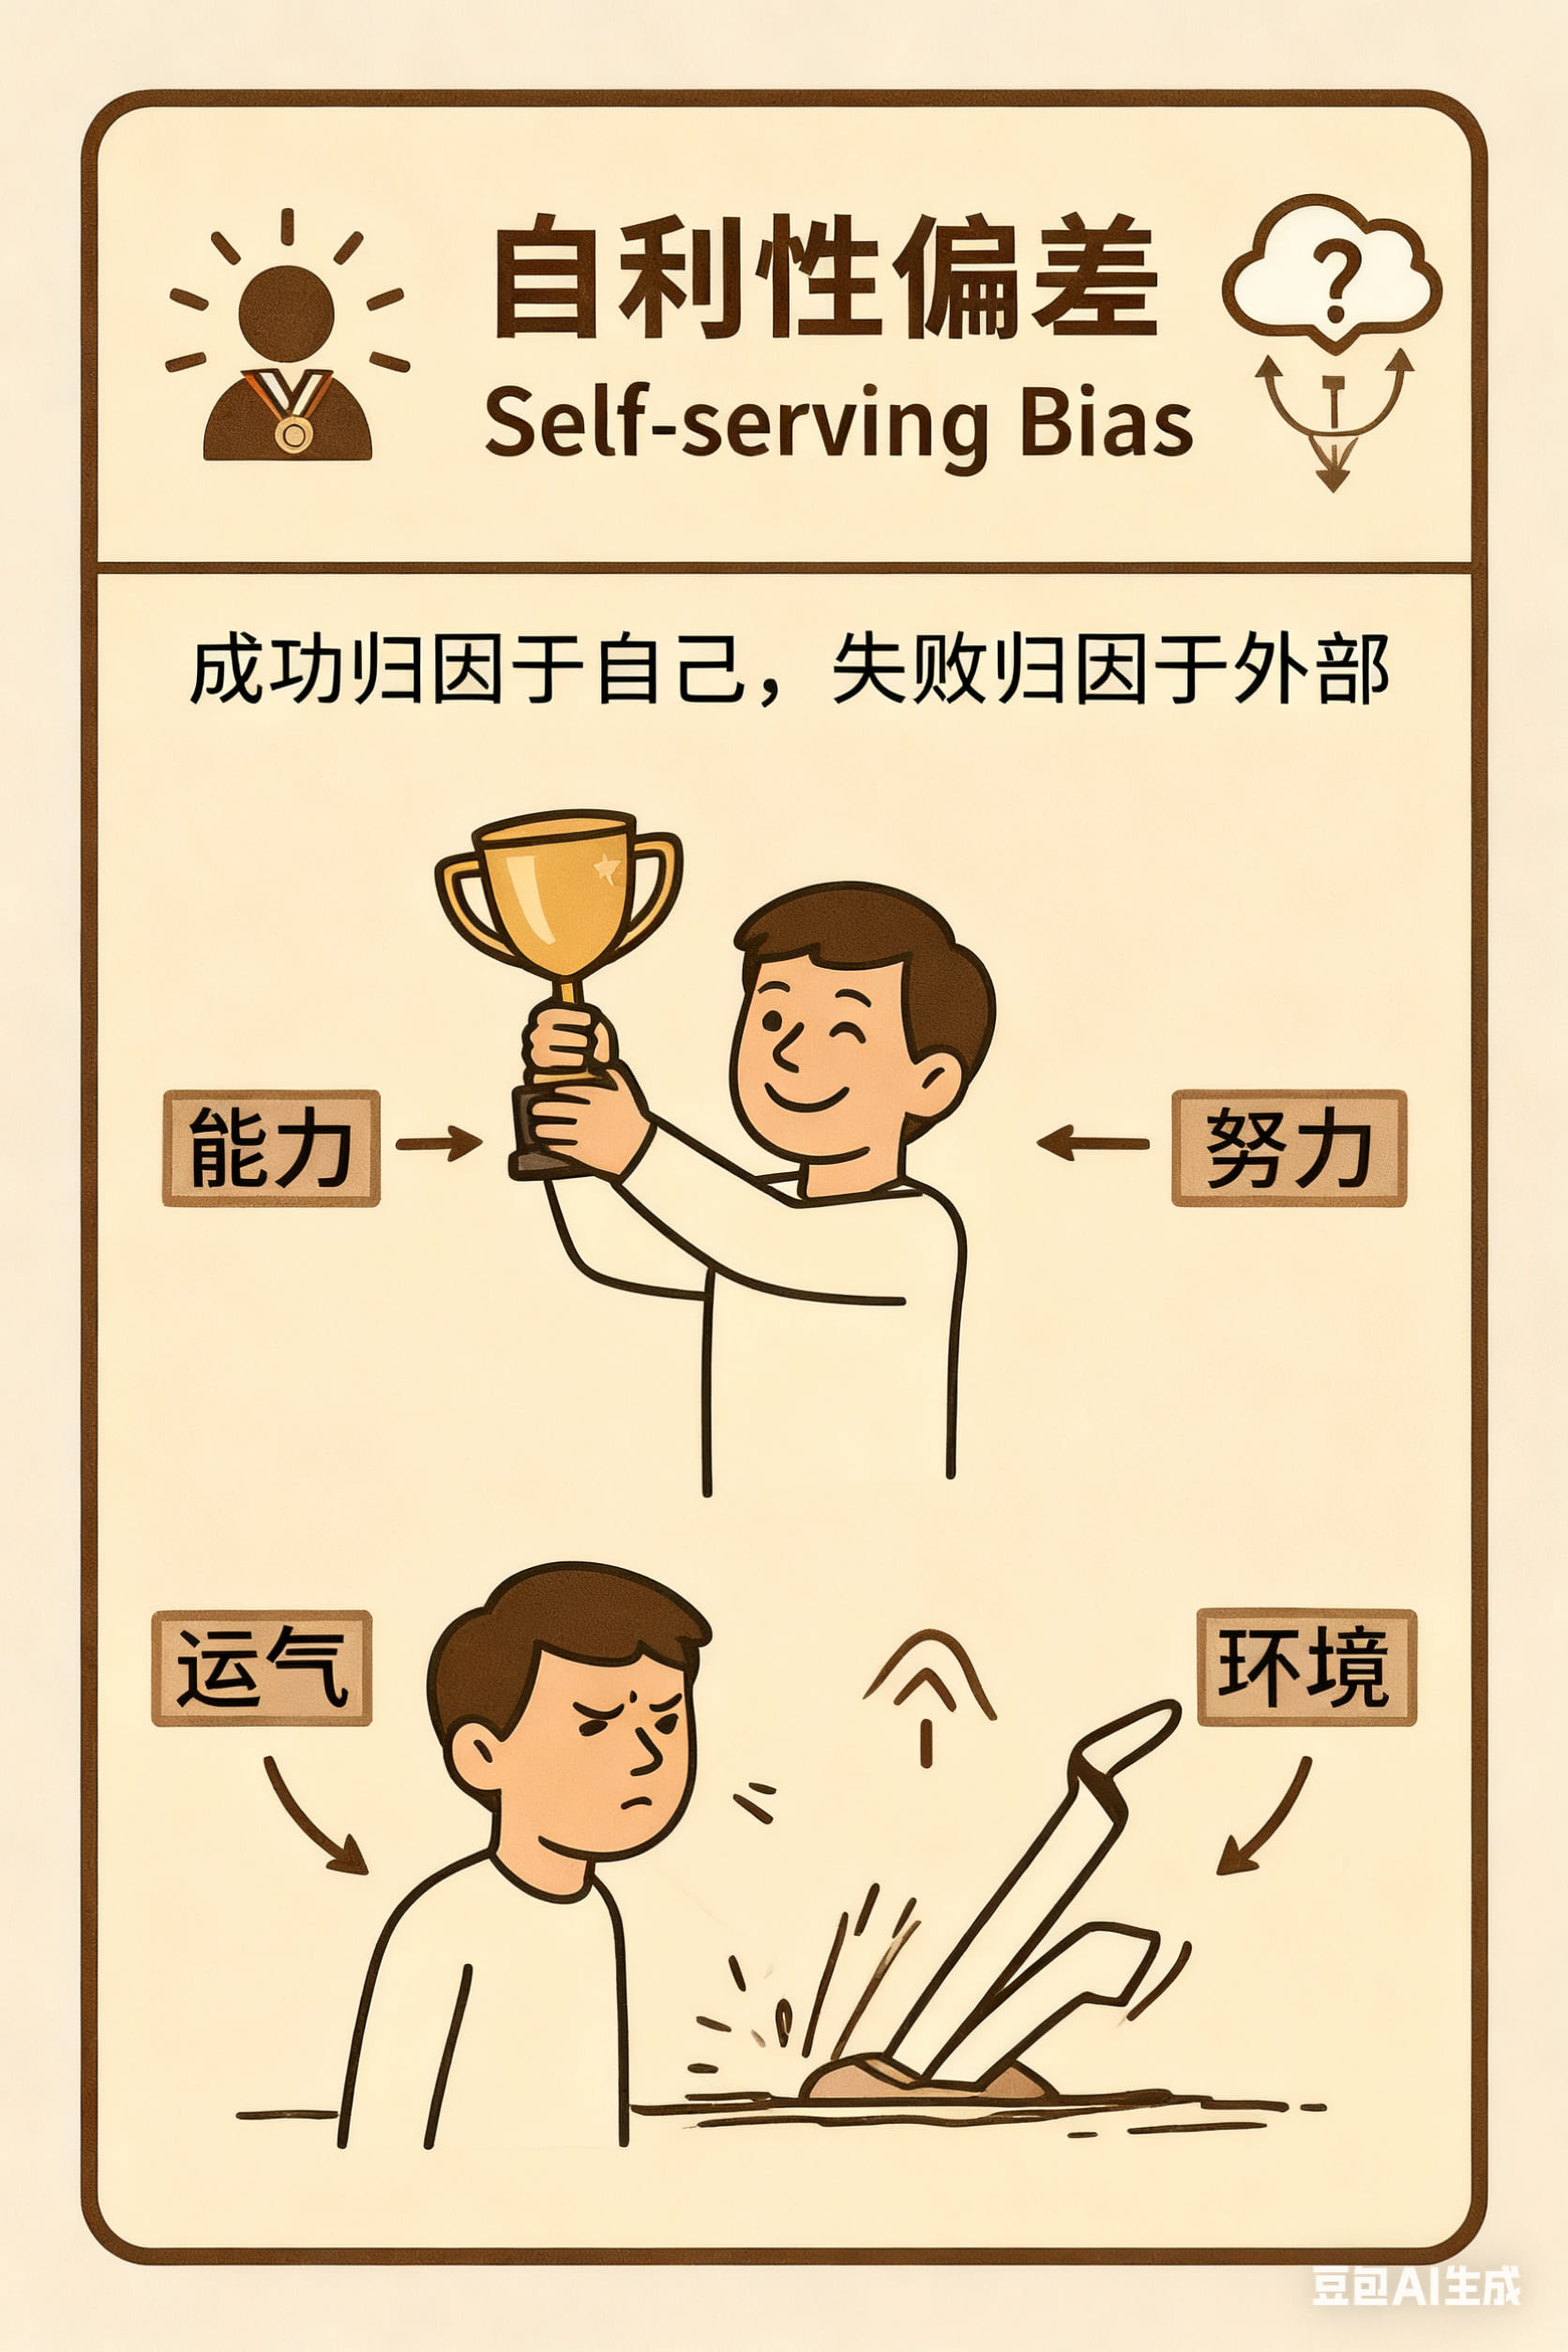 自利性偏差
Self-serving Bias
?
成功归因于自己，失败归因于外部
能力
努力
运气
环境
豆包AI生成